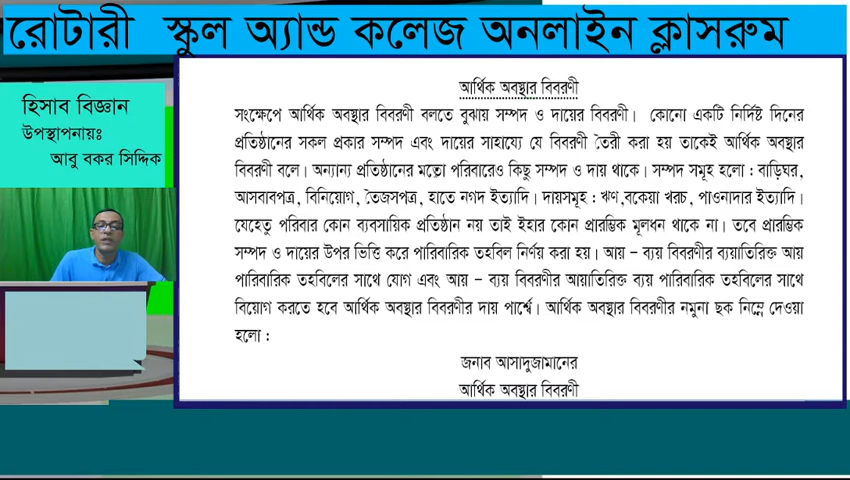 রোটারী স্কুল অ্যান্ড কলেজ অনলাইন ক্লাসরুম
হিসাব বিজ্ঞান
উপস্থাপনায়ঃ
আবু বকর সিদ্দিক
আর্থিক অবস্থার বিবরণী
সংক্ষেপে আর্থিক অবস্থার বিবরণী বলতে বুঝায় সম্পদ ও দায়ের বিবরণী। কোনো একটি নির্দিষ্ট দিনের
প্রতিষ্ঠানের সকল প্রকার সম্পদ এবং দায়ের সাহায্যে যে বিবরণী তৈরী করা হয় তাকেই আর্থিক অবস্থার
বিবরণী বলে। অন্যান্য প্রতিষ্ঠানের মতো পরিবারেও কিছু সম্পদ ও দায় থাকে। সম্পদ সমূহ হলো : বাড়িঘর,
আসবাবপত্র, বিনিয়োগ, তৈজসপত্র, হাতে নগদ ইত্যাদি। দায়সমূহ : ঋণ,বকেয়া খরচ, পাওনাদার ইত্যাদি।
যেহেতু পরিবার কোন ব্যবসায়িক প্রতিষ্ঠান নয় তাই ইহার কোন প্রারম্ভিক মূলধন থাকে না। তবে প্রারম্ভিক
সম্পদ ও দায়ের উপর ভিত্তি করে পারিবারিক তহবিল নির্ণয় করা হয়। আয় – ব্যয় বিবরণীর ব্যয়াতিরিক্ত আয়
পারিবারিক তহবিলের সাথে যোগ এবং আয় – ব্যয় বিবরণীর আয়াতিরিক্ত ব্যয় পারিবারিক তহবিলের সাথে
বিয়োগ করতে হবে আর্থিক অবস্থার বিবরণীর দায় পার্শ্বে। আর্থিক অবস্থার বিবরণীর নমুনা ছক নিম্নে দেওয়া
হলো :
জনাব আসাদুজামানের
আর্থিক অবস্থার বিবরণী